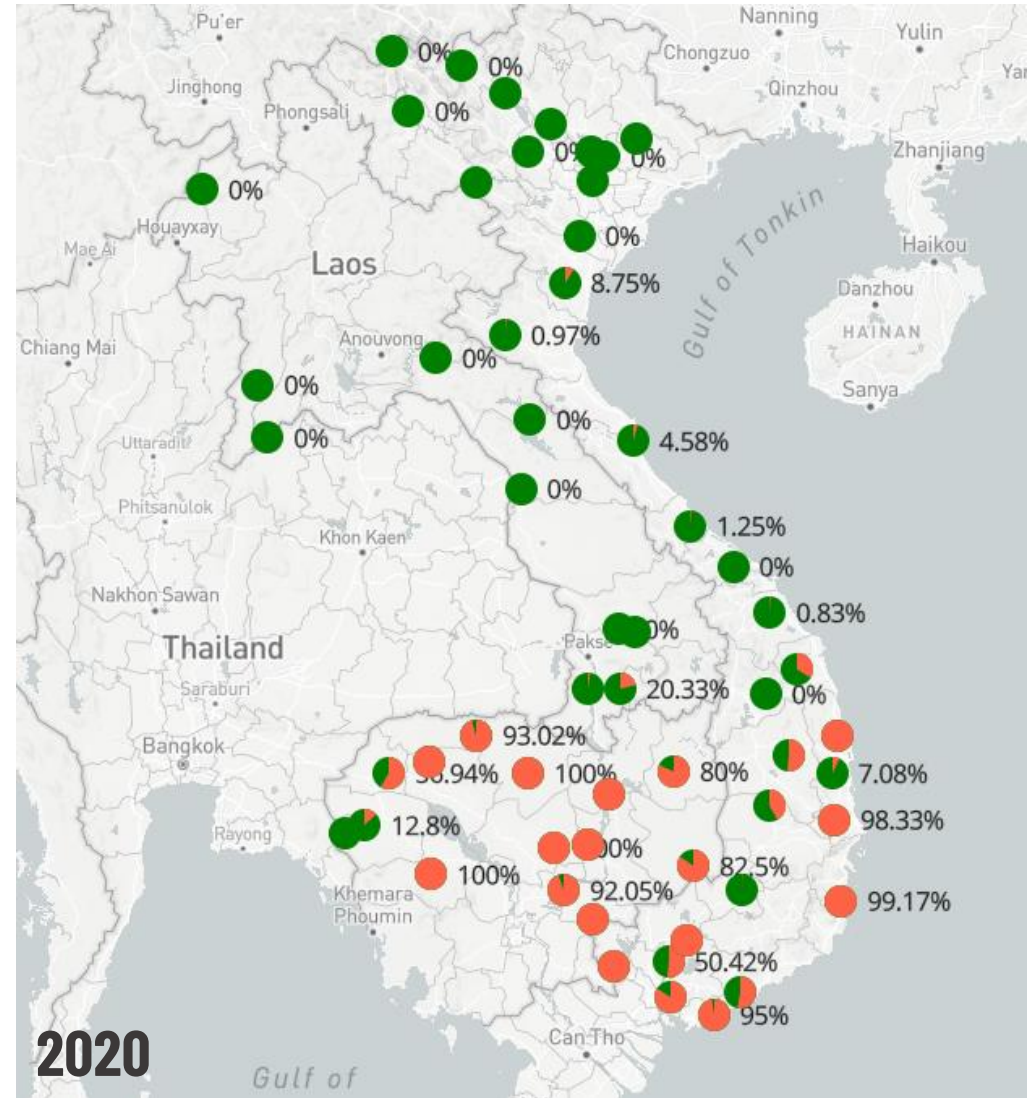 Nanning
Pu'er
Yulin
Chongzuo
0%
0%
Jinghong
Qinzhou
Phongsali
0%
Zhanjiang
0%
0%
Houayxay
0%
Mae Ai
Haikou
Laos
Gulf of Tonkin
8.75%
Danzhou
HAINAN
0.97%
Chiang Mai
Anouvong
0%
Sanya
0%
0%
0%
4.58%
Uttaradit
0%
Phitsanulok
1.25%
Khon Kaen
0%
Nakhon Sawan
0.83%
Thailand
0%
Saraburi
20.33%
0%
93.02%
Bangkok
100%
80%
7.08%
Rayong
12.8%
98.33%
100%
82.5%
Khemara
Phoumin
92.05%
99.17%
50.42%
95%
Can Tho
2020
Gulf of